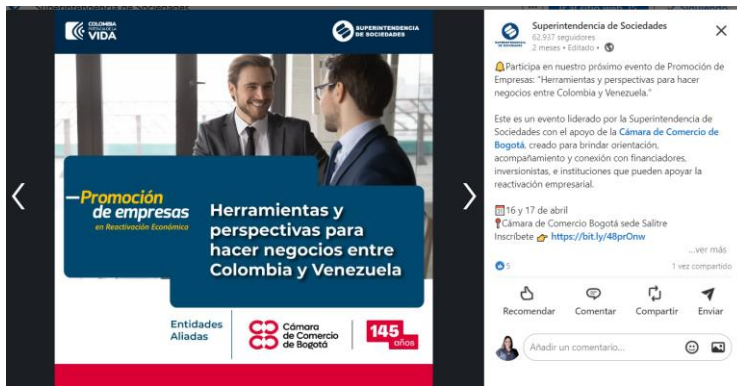 Superintendencia de Sociedades
COLOMBIA
POTENCIA DE LA
VIDA
SUPERINTENDENCIA
DE SOCIEDADES
Promoción
de empresas
en Reactivación Económica
Herramientas y
perspectivas para
hacer negocios entre
Colombia y Venezuela
Entidades
Aliadas
Cámara
de Comercio
de Bogotá
145
años
Superintendencia de Sociedades
62.937 seguidores
2 meses • Editado •
Participa en nuestro próximo evento de Promoción de
Empresas: "Herramientas y perspectivas para hacer
negocios entre Colombia y Venezuela."
Este es un evento liderado por la Superintendencia de
Sociedades con el apoyo de la Cámara de Comercio de
Bogotá, creado para brindar orientación,
acompañamiento y conexión con financiadores,
inversionistas, e instituciones que pueden apoyar la
reactivación empresarial.
16 y 17 de abril
Cámara de Comercio Bogotá sede Salitre
Inscríbete 👉 https://bit.ly/48prOnw
...ver más
5
1 vez compartido
Recomendar
Comentar
Compartir
Enviar
Añadir un comentario...